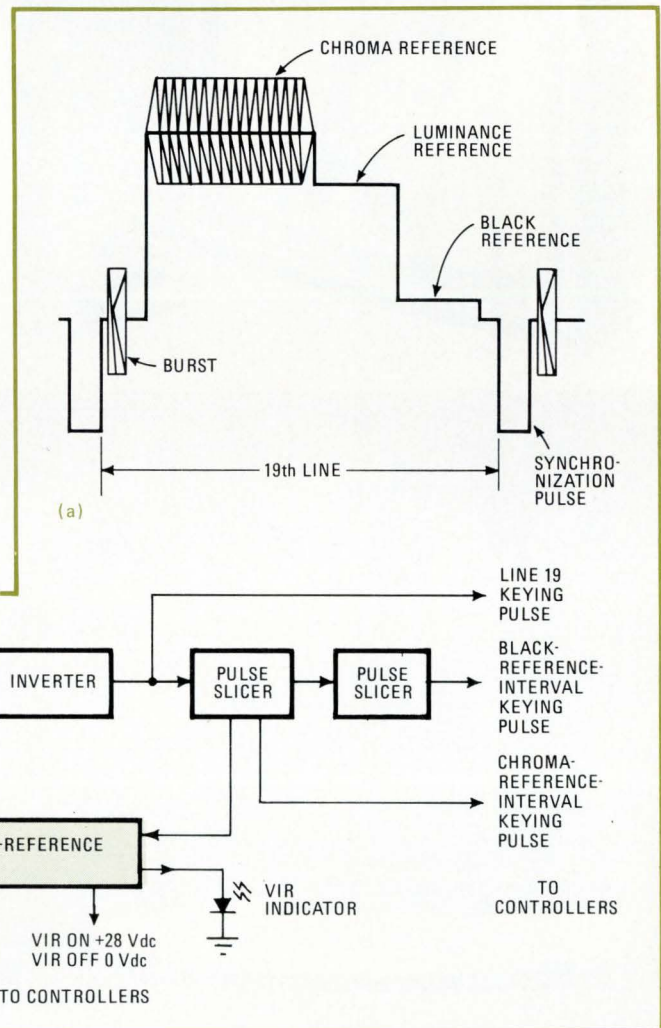 CHROMA REFERENCE
LUMINANCE
REFERENCE
BLACK
REFERENCE
BURST
19th LINE
SYNCHRO-
NIZATION
PULSE
(a)
LINE 19
KEYING
PULSE
INVERTER
PULSE
SLICER
PULSE
SLICER
BLACK-
REFERENCE-
INTERVAL
KEYING
PULSE
CHROMA-
REFERENCE-
INTERVAL
KEYING
PULSE
-REFERENCE
VIR
INDICATOR
TO
CONTROLLERS
VIR ON +28 Vdc
VIR OFF 0 Vdc
TO CONTROLLERS